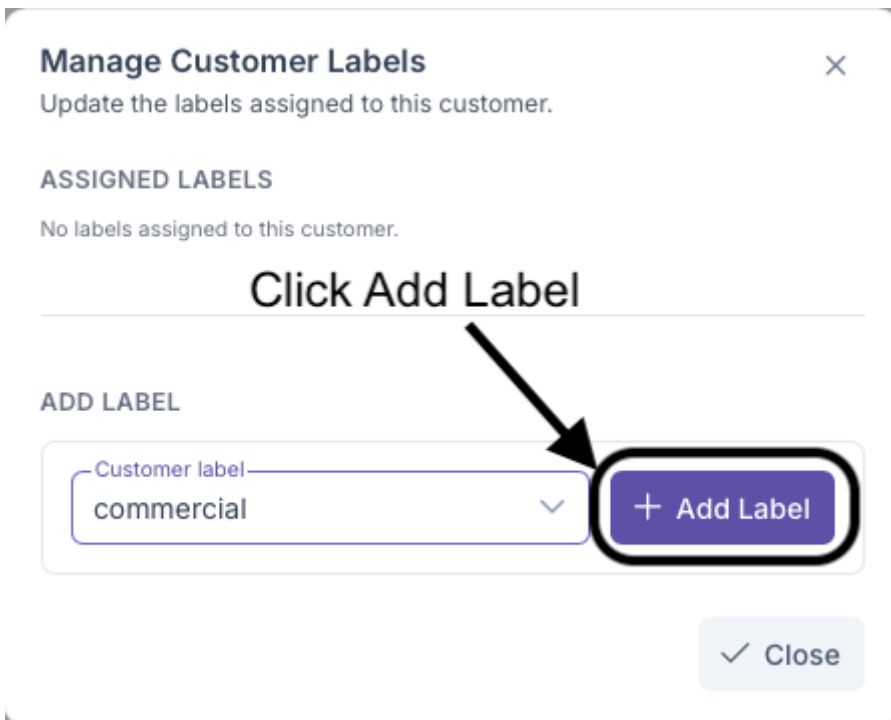 Manage Customer Labels
Update the labels assigned to this customer.
ASSIGNED LABELS
No labels assigned to this customer.
Click Add Label
ADD LABEL
Customer label
commercial
+ Add Label
Close